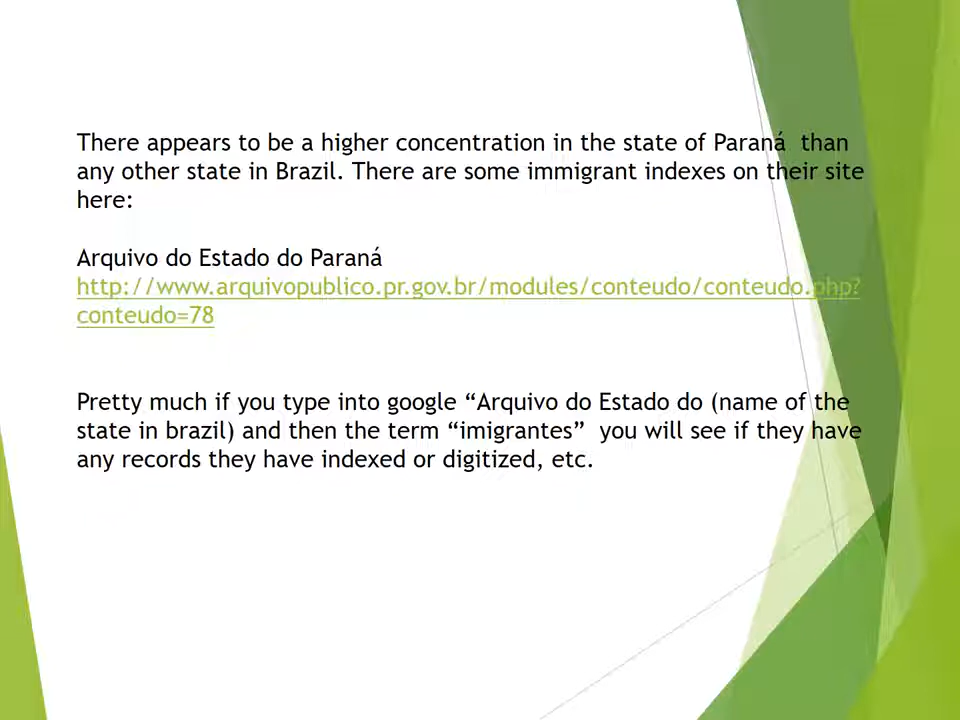 There appears to be a higher concentration in the state of Paraná  than
any other state in Brazil. There are some immigrant indexes on their site
here:
Arquivo do Estado do Paraná
http://www.arquivopublico.pr.gov.br/modules/conteudo/conteudo.php?
conteudo=78
Pretty much if you type into google “Arquivo do Estado do (name of the
state in brazil) and then the term “imigrantes”  you will see if they have
any records they have indexed or digitized, etc.